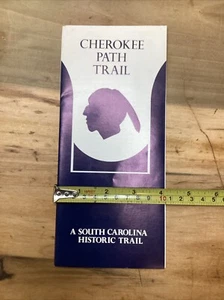 CHEROKEE
PATH
TRAIL
A SOUTH CAROLINA
HISTORIC TRAIL